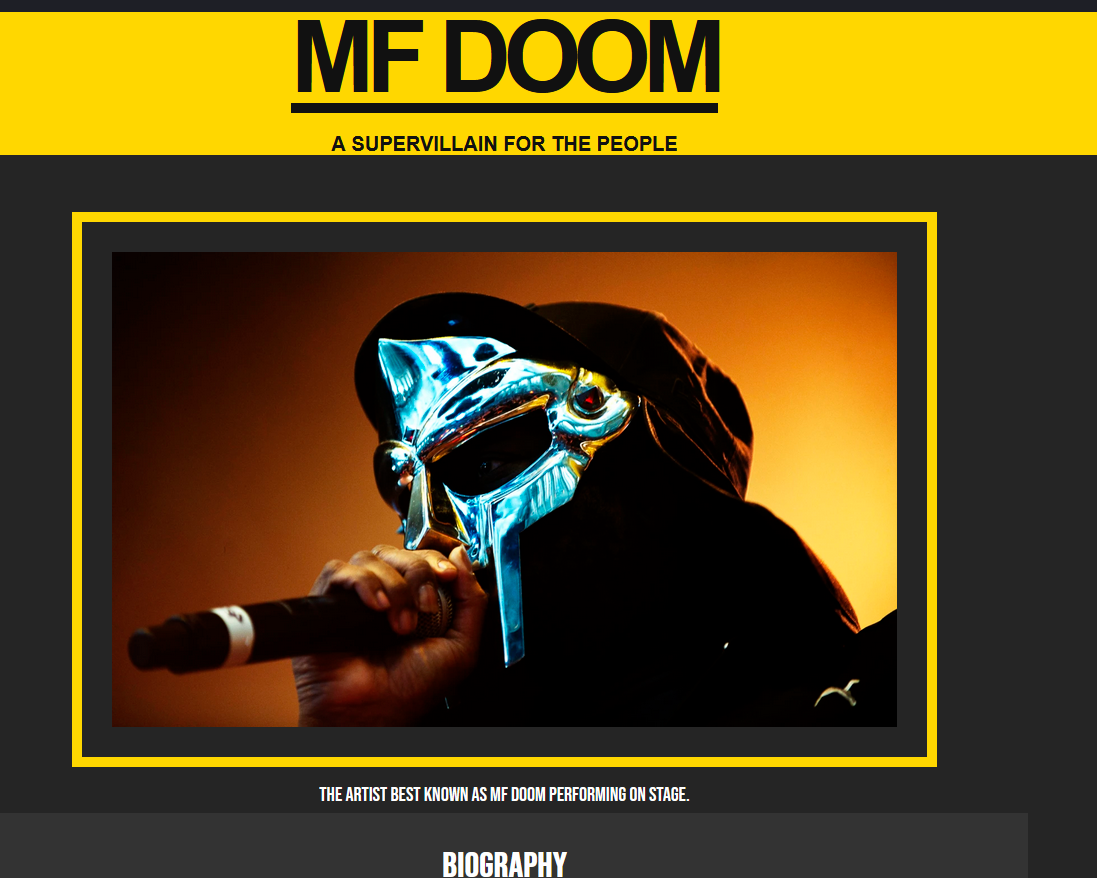 MF DOOM
A SUPERVILLAIN FOR THE PEOPLE
THE ARTIST BEST KNOWN AS MF DOOM PERFORMING ON STAGE.
BIOGRAPHY